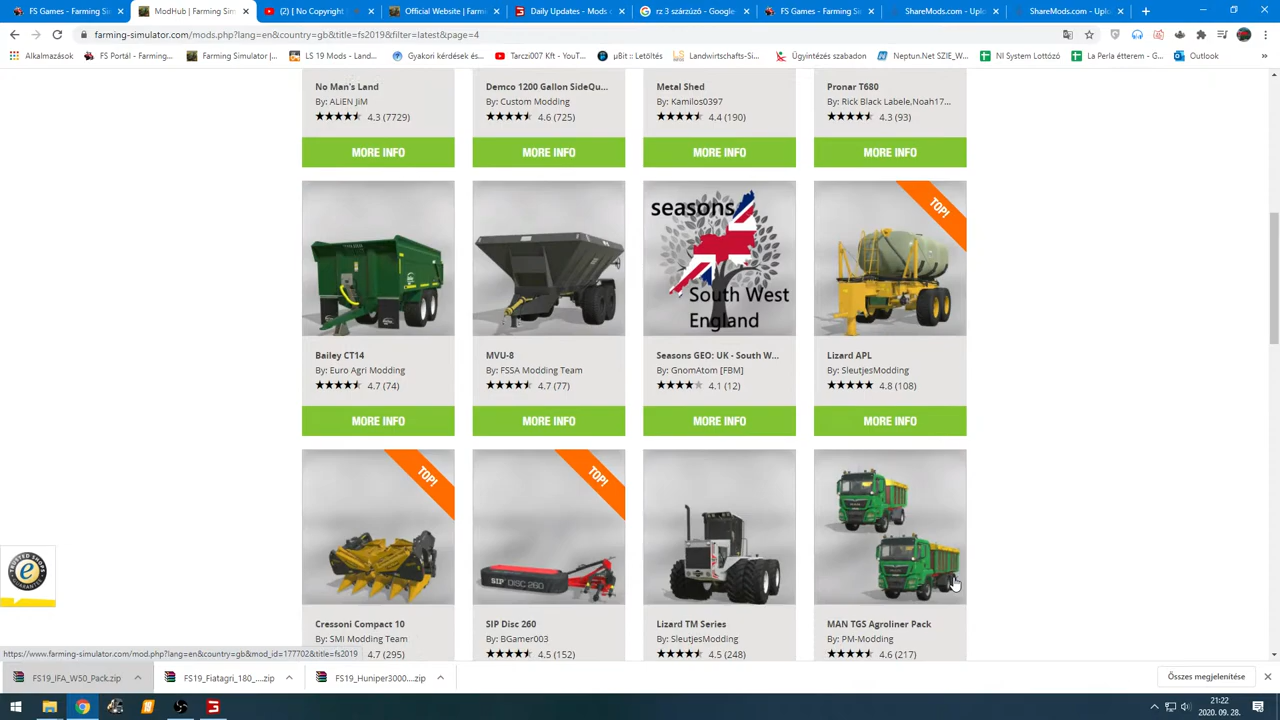 FS Games - Farming Sim
ModHub | Farming Sim
(2) [ No Copyright ]
Official Website | Farming
Daily Updates - Mods
rz 3 szárzúzó - Google
FS Games - Farming Sim
ShareMods.com - Uplo
ShareMods.com - Uplo
farming-simulator.com/mods.php?lang=en&country=gb&title=fs2019&filter=latest&page=4
Alkalmazások
FS Portál - Farming...
Farming Simulator |
LS 19 Mods - Land...
Gyakori kérdések és...
Tarczi007 Kft - YouT...
µBit :: Letöltés
Landwirtschafts-Si...
Ügyintézés szabadon
Neptun.Net SZIE_W...
NI System Lottózó
La Perla étterem - G...
Outlook
»
No Man's Land
Demco 1200 Gallon SideQu...
Metal Shed
Pronar T680
By: ALiEN JIM
By: Custom Modding
By: Kamilos0397
By: Rick Black Labele,Noah17...
4.3 (7729)
4.6 (725)
4.4 (190)
4.3 (93)
MORE INFO
MORE INFO
MORE INFO
MORE INFO
seasons
South West
England
TOP!
Bailey CT14
MVU-8
Seasons GEO: UK - South W...
Lizard APL
By: Euro Agri Modding
By: FSSA Modding Team
By: GnomAtom [FBM]
By: SleutjesModding
4.7 (74)
4.7 (77)
4.1 (12)
4.8 (108)
MORE INFO
MORE INFO
MORE INFO
MORE INFO
TOP!
TOP!
SIP DISC 260
Cressoni Compact 10
SIP Disc 260
Lizard TM Series
MAN TGS Agroliner Pack
By: SMI Modding Team
By: BGamer003
By: SleutjesModding
By: PM-Modding
4.7 (295)
4.5 (152)
4.5 (248)
4.6 (217)
https://www.farming-simulator.com/mod.php?lang=en&country=gb&mod_id=177702&title=fs2019
FS19_IFA_W50_Pack.zip
FS19_Fiatagri_180_....zip
FS19_Huniper3000....zip
Összes megjelenítése
21:22
2020. 09. 28.